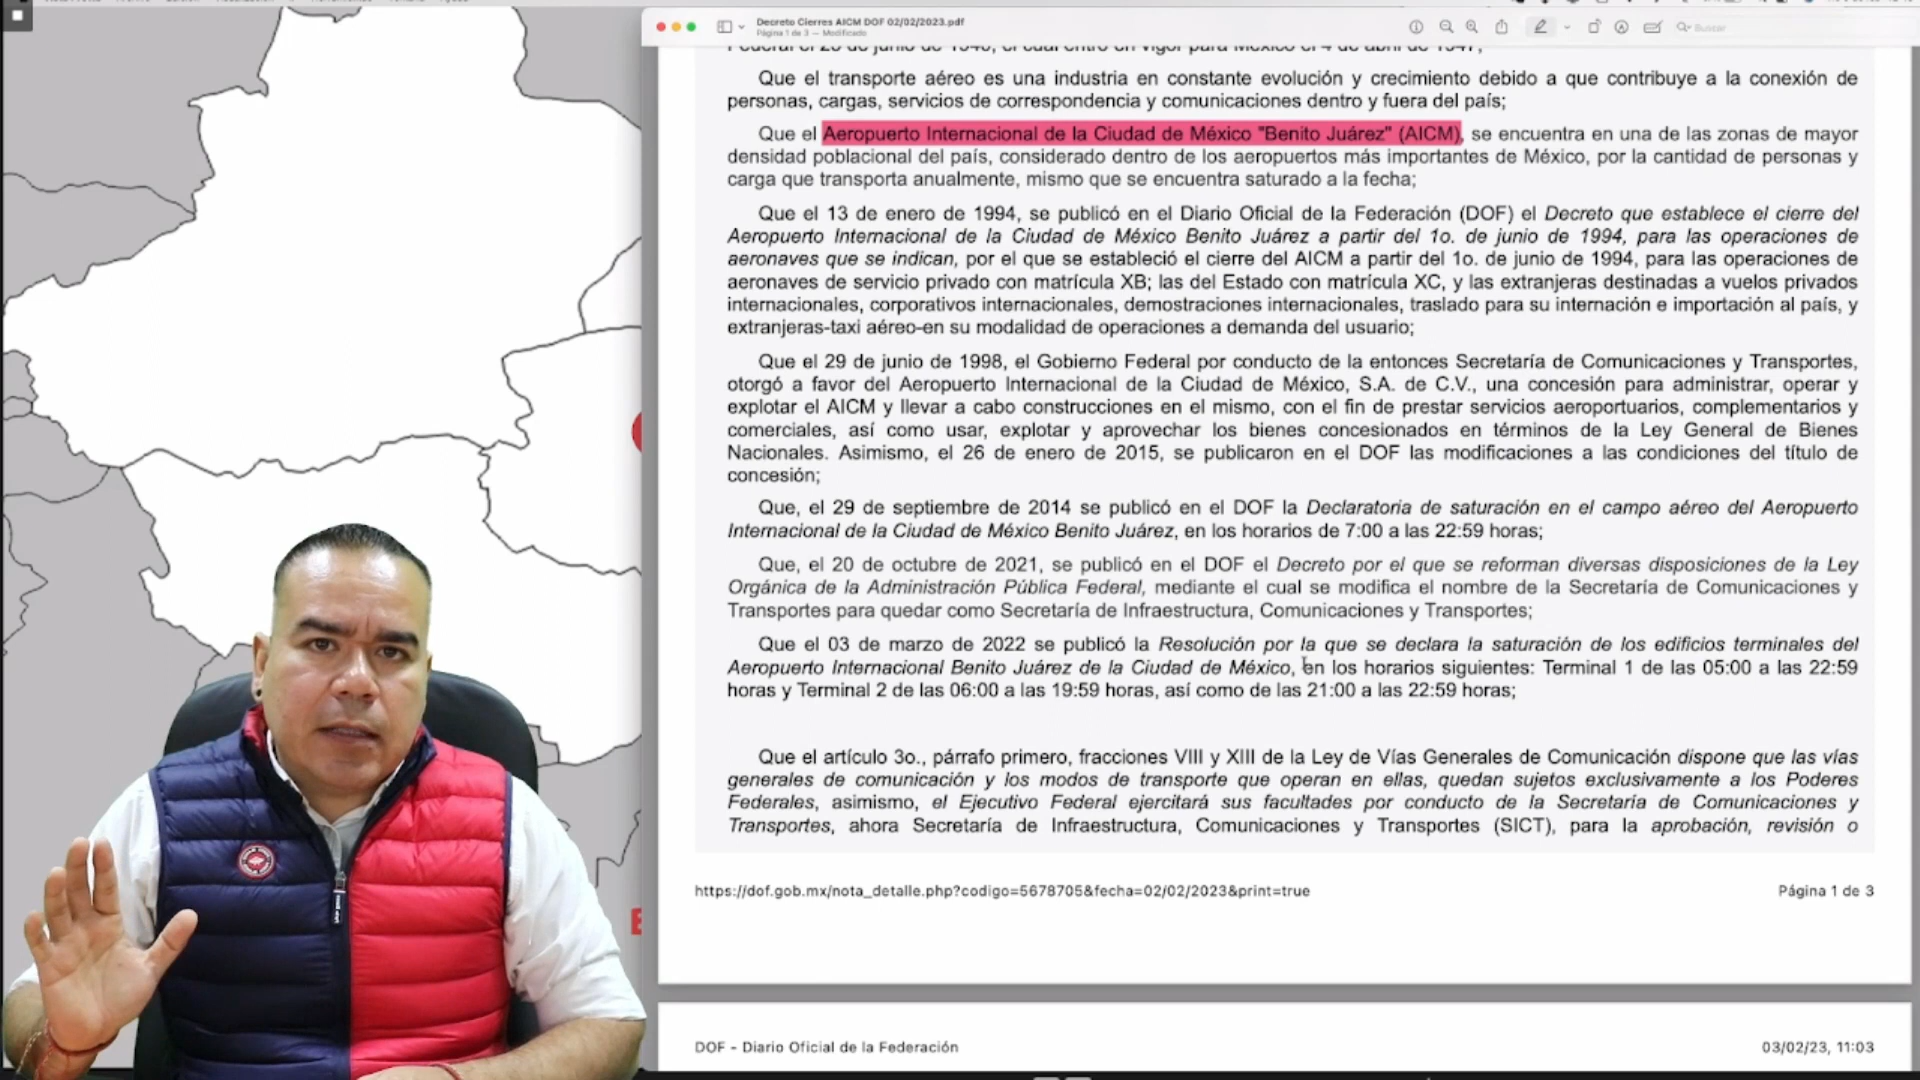 Decreto Cierres AICM DOF 02/02/2023.pdf
Página 1 de 3 — Modificado
Buscar
Federal el 25 de junio de 1946, el cual entró en vigor para México el 4 de abril de 1947;
Que el transporte aéreo es una industria en constante evolución y crecimiento debido a que contribuye a la conexión de
personas, cargas, servicios de correspondencia y comunicaciones dentro y fuera del país;
Que el Aeropuerto Internacional de la Ciudad de México "Benito Juárez" (AICM), se encuentra en una de las zonas de mayor
densidad poblacional del país, considerado dentro de los aeropuertos más importantes de México, por la cantidad de personas y
carga que transporta anualmente, mismo que se encuentra saturado a la fecha;
Que el 13 de enero de 1994, se publicó en el Diario Oficial de la Federación (DOF) el Decreto que establece el cierre del
Aeropuerto Internacional de la Ciudad de México Benito Juárez a partir del 1o. de junio de 1994, para las operaciones de
aeronaves que se indican, por el que se estableció el cierre del AICM a partir del 1o. de junio de 1994, para las operaciones de
aeronaves de servicio privado con matrícula XB; las del Estado con matrícula XC, y las extranjeras destinadas a vuelos privados
internacionales, corporativos internacionales, demostraciones internacionales, traslado para su internación e importación al país, y
extranjeras-taxi aéreo-en su modalidad de operaciones a demanda del usuario;
Que el 29 de junio de 1998, el Gobierno Federal por conducto de la entonces Secretaría de Comunicaciones y Transportes,
otorgó a favor del Aeropuerto Internacional de la Ciudad de México, S.A. de C.V., una concesión para administrar, operar y
explotar el AICM y llevar a cabo construcciones en el mismo, con el fin de prestar servicios aeroportuarios, complementarios y
comerciales, así como usar, explotar y aprovechar los bienes concesionados en términos de la Ley General de Bienes
Nacionales. Asimismo, el 26 de enero de 2015, se publicaron en el DOF las modificaciones a las condiciones del título de
concesión;
Que, el 29 de septiembre de 2014 se publicó en el DOF la Declaratoria de saturación en el campo aéreo del Aeropuerto
Internacional de la Ciudad de México Benito Juárez, en los horarios de 7:00 a las 22:59 horas;
Que, el 20 de octubre de 2021, se publicó en el DOF el Decreto por el que se reforman diversas disposiciones de la Ley
Orgánica de la Administración Pública Federal, mediante el cual se modifica el nombre de la Secretaría de Comunicaciones y
Transportes para quedar como Secretaría de Infraestructura, Comunicaciones y Transportes;
Que el 03 de marzo de 2022 se publicó la Resolución por la que se declara la saturación de los edificios terminales del
Aeropuerto Internacional Benito Juárez de la Ciudad de México, en los horarios siguientes: Terminal 1 de las 05:00 a las 22:59
horas y Terminal 2 de las 06:00 a las 19:59 horas, así como de las 21:00 a las 22:59 horas;
Que el artículo 3o., párrafo primero, fracciones VIII y XIII de la Ley de Vías Generales de Comunicación dispone que las vías
generales de comunicación y los modos de transporte que operan en ellas, quedan sujetos exclusivamente a los Poderes
Federales, asimismo, el Ejecutivo Federal ejercitará sus facultades por conducto de la Secretaría de Comunicaciones y
Transportes, ahora Secretaría de Infraestructura, Comunicaciones y Transportes (SICT), para la aprobación, revisión o
https://dof.gob.mx/nota_detalle.php?codigo=5678705&fecha=02/02/2023&print=true
Página 1 de 3
DOF - Diario Oficial de la Federación
03/02/23, 11:03